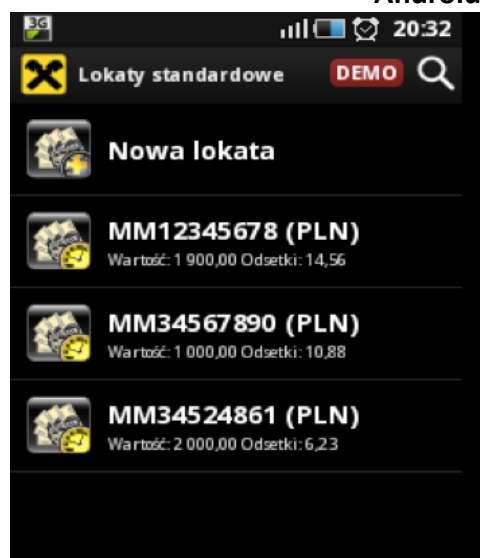 Android
3G 20:32
Lokaty standardowe DEMO
Nowa lokata
MM12345678 (PLN)
Wartość: 1 900,00 Odsetki: 14,56
MM34567890 (PLN)
Wartość: 1 000,00 Odsetki: 10,88
MM34524861 (PLN)
Wartość: 2 000,00 Odsetki: 6,23